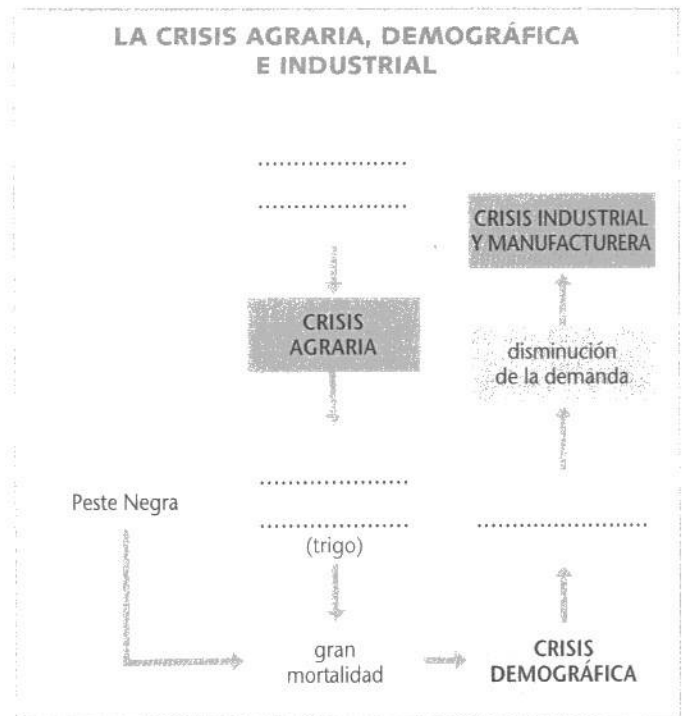 LA CRISIS AGRARIA, DEMOGRÁFICA
E INDUSTRIAL
CRISIS INDUSTRIAL
Y MANUFACTURERA
CRISIS
AGRARIA
disminución
de la demanda
Peste Negra
(trigo)
gran
mortalidad
CRISIS
DEMOGRÁFICA